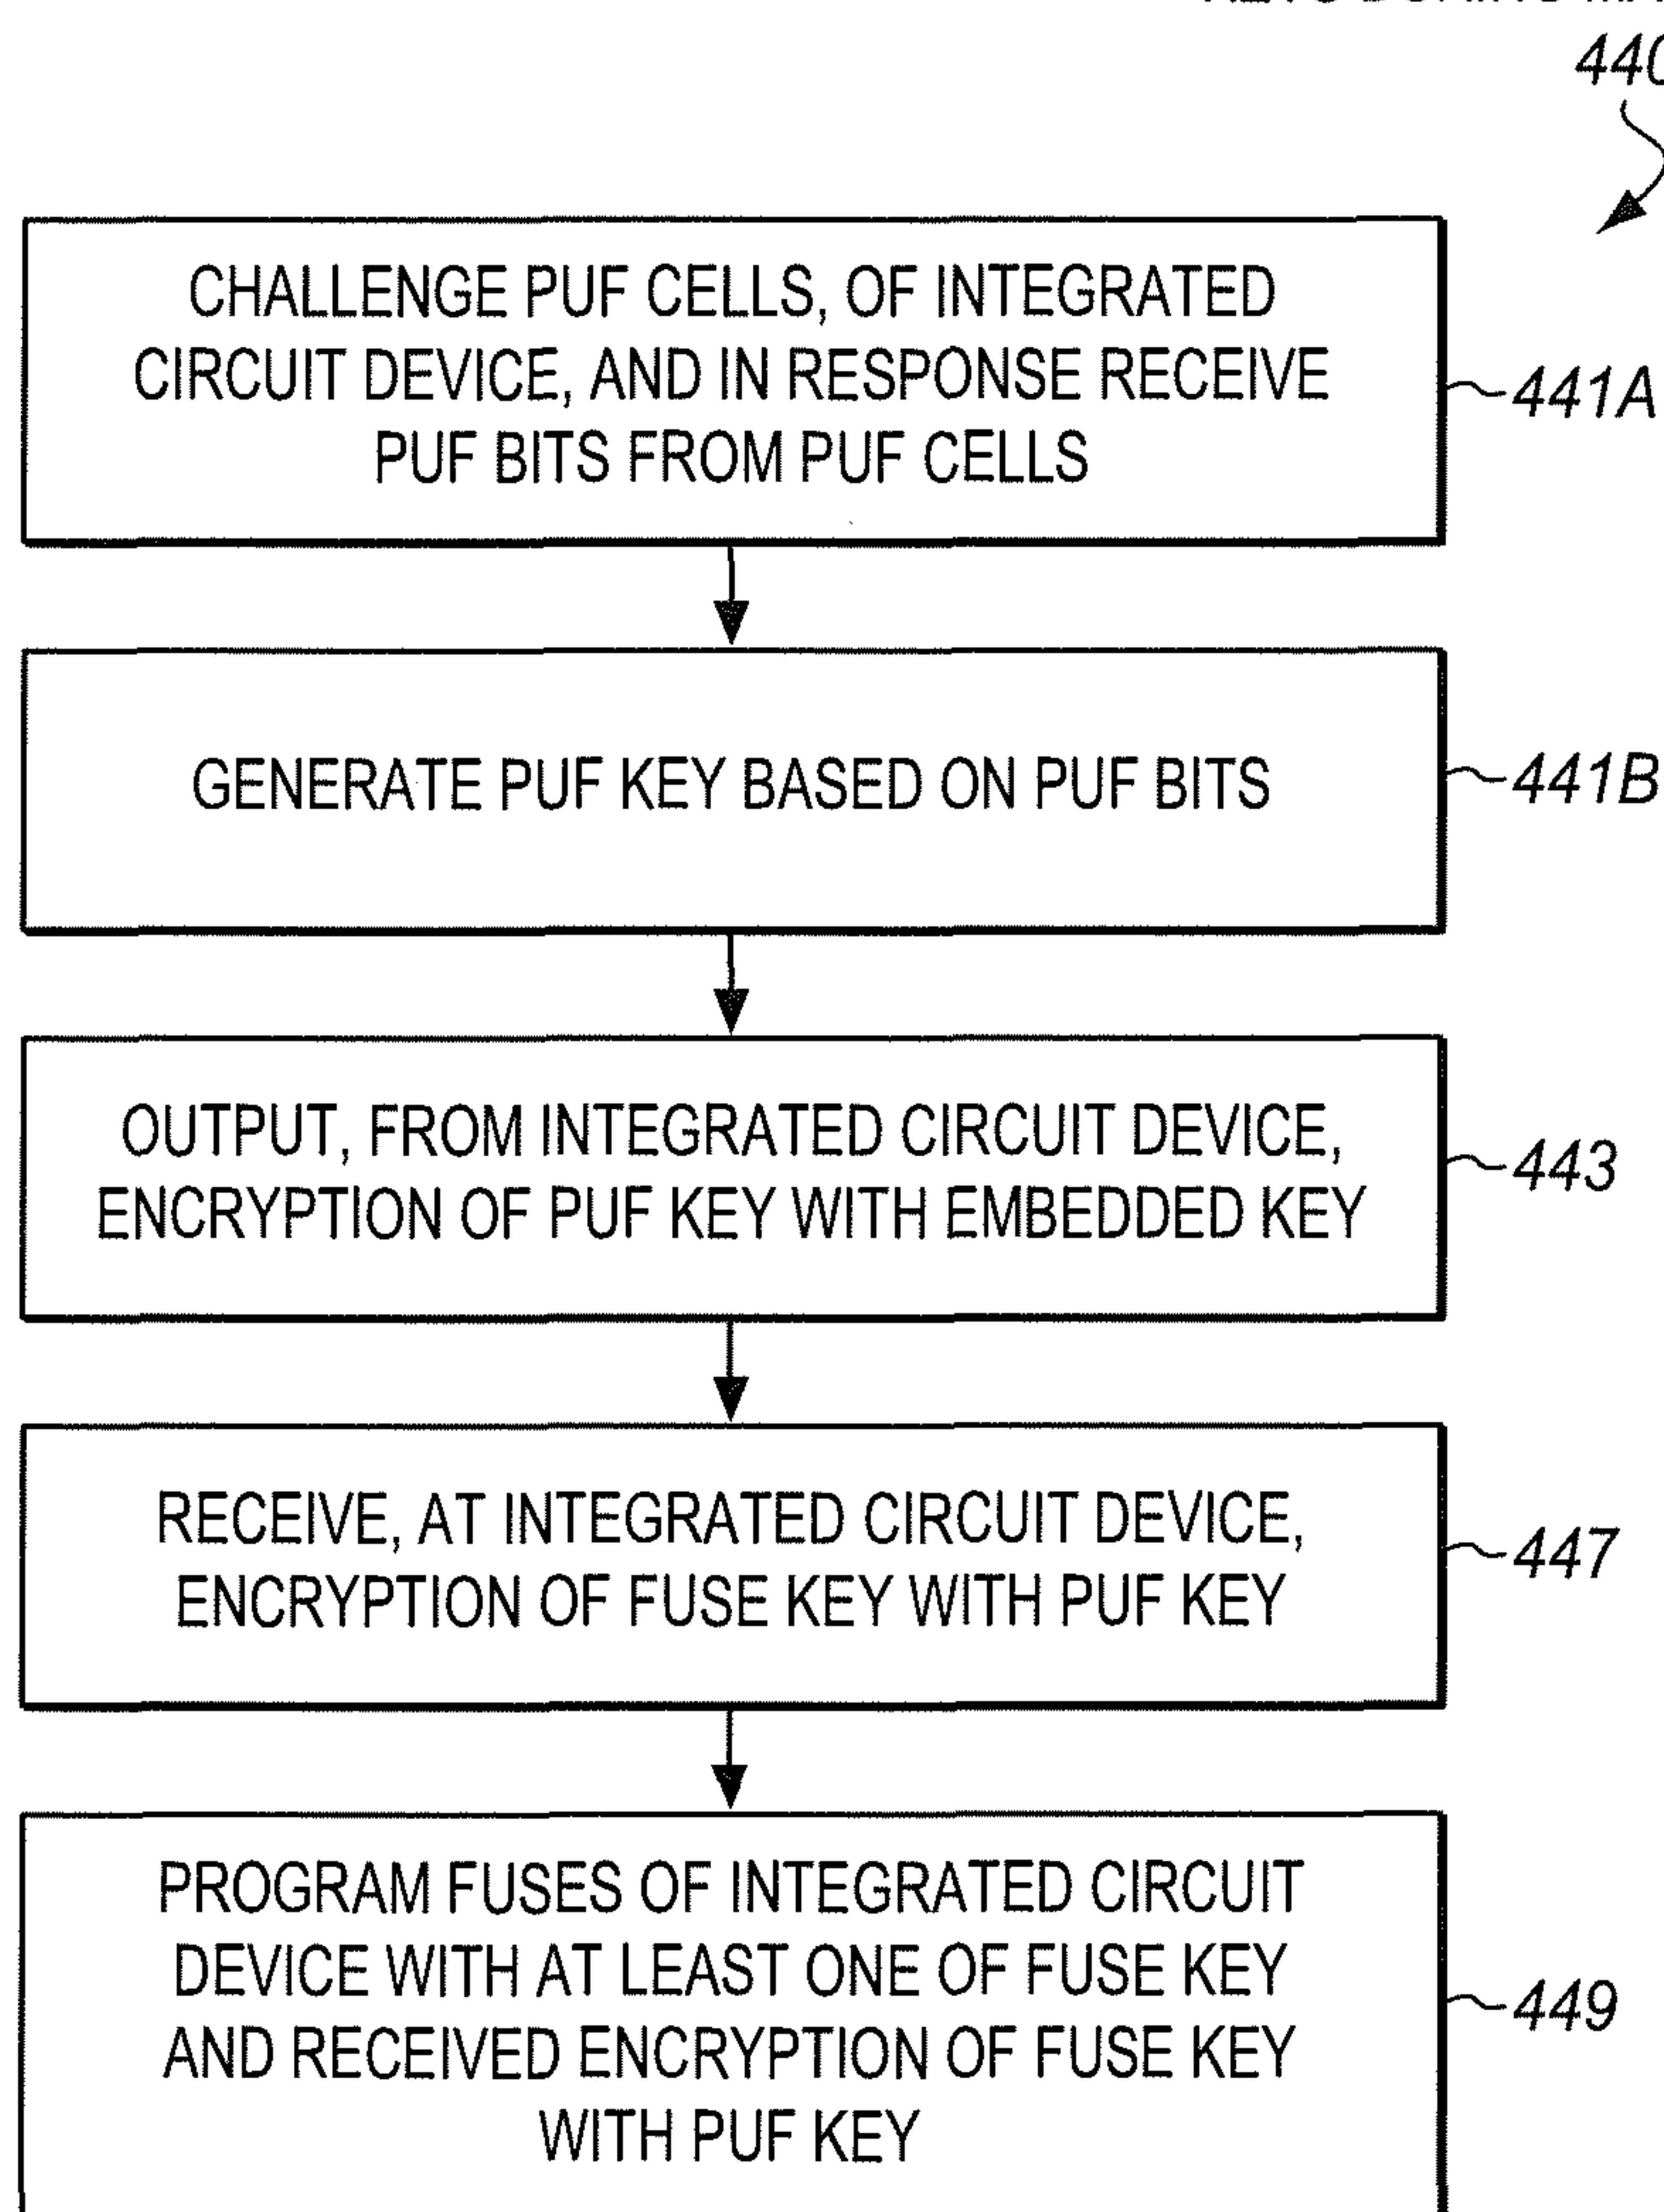 440
CHALLENGE PUF CELLS, OF INTEGRATED
CIRCUIT DEVICE, AND IN RESPONSE RECEIVE
PUF BITS FROM PUF CELLS
441A
GENERATE PUF KEY BASED ON PUF BITS
441B
OUTPUT, FROM INTEGRATED CIRCUIT DEVICE,
ENCRYPTION OF PUF KEY WITH EMBEDDED KEY
443
RECEIVE, AT INTEGRATED CIRCUIT DEVICE,
ENCRYPTION OF FUSE KEY WITH PUF KEY
447
PROGRAM FUSES OF INTEGRATED CIRCUIT
DEVICE WITH AT LEAST ONE OF FUSE KEY
AND RECEIVED ENCRYPTION OF FUSE KEY
WITH PUF KEY
449